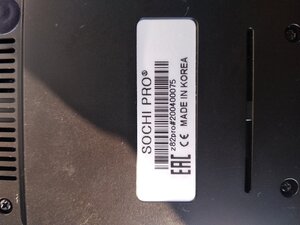 SOCHI PRO®
z82pro#200400075
EAC CE MADE IN KOREA